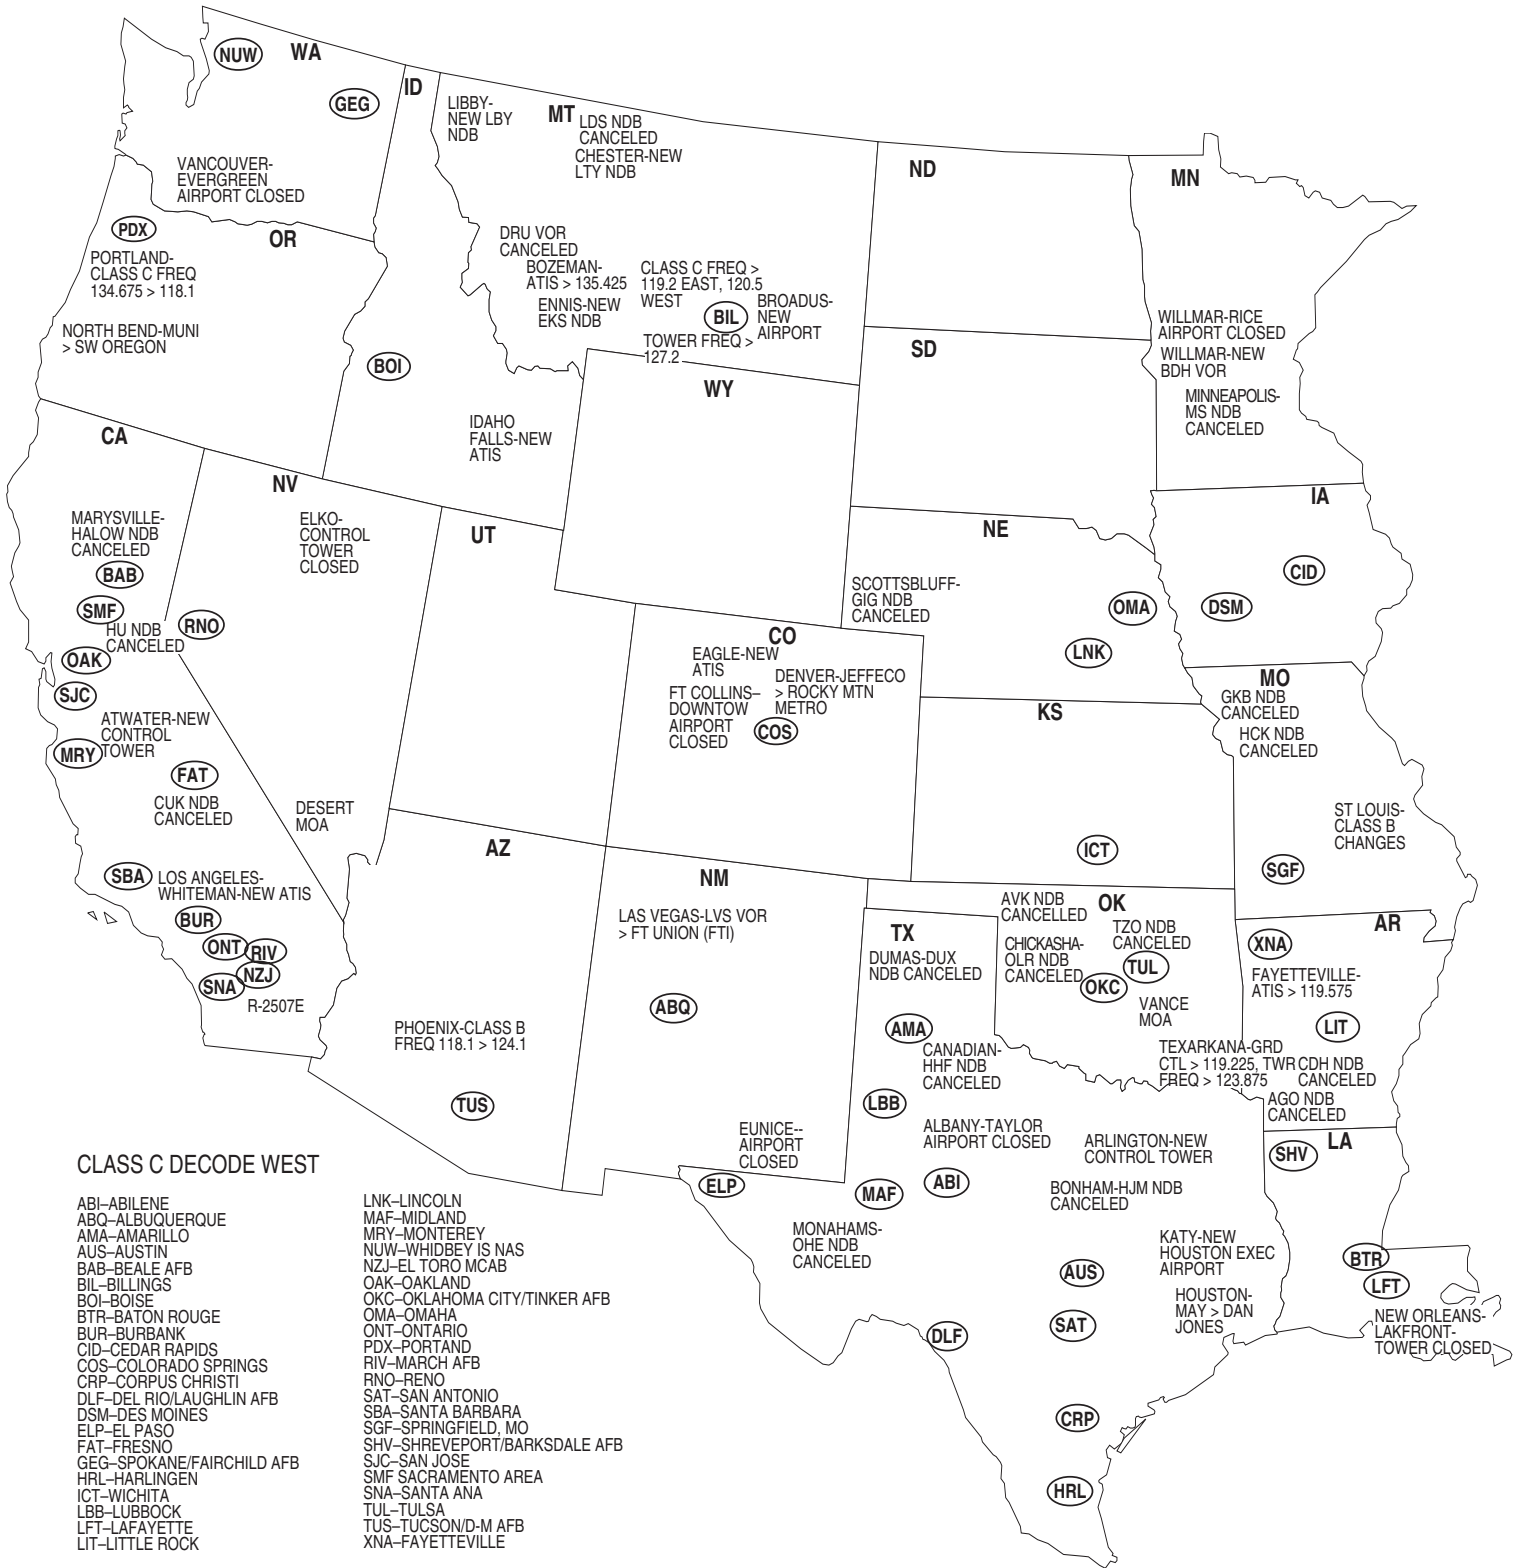 NUW
WA
ID
GEG
LIBBY-
NEW LBY
NDB
MT
LDS NDB
CANCELED
CHESTER-NEW
LTY NDB
ND
MN
VANCOUVER-
EVERGREEN
AIRPORT CLOSED
PDX
OR
PORTLAND-
CLASS C FREQ
134.675 > 118.1
NORTH BEND-MUNI
> SW OREGON
DRU VOR
CANCELED
BOZEMAN-
ATIS > 135.425
ENNIS-NEW
EKS NDB
CLASS C FREQ >
119.2 EAST, 120.5
WEST
BIL
BROADUS-
NEW
AIRPORT
TOWER FREQ >
127.2
WILLMAR-RICE
AIRPORT CLOSED
WILLMAR-NEW
BDH VOR
MINNEAPOLIS-
MS NDB
CANCELED
BOI
SD
WY
IDAHO
FALLS-NEW
ATIS
CA
NV
IA
MARYSVILLE-
HALOW NDB
CANCELED
ELKO-
CONTROL
TOWER
CLOSED
UT
NE
BAB
SMF
HU NDB
CANCELED
RNO
OAK
SJC
SCOTTSBLUFF-
GIG NDB
CANCELED
OMA
LNK
CID
DSM
CO
EAGLE-NEW
ATIS
DENVER-JEFFECO
> ROCKY MTN
METRO
FT COLLINS–
DOWNTOW
AIRPORT
CLOSED
COS
KS
MO
GKB NDB
CANCELED
HCK NDB
CANCELED
ATWATER-NEW
CONTROL
TOWER
MRY
FAT
CUK NDB
CANCELED
DESERT
MOA
ST LOUIS-
CLASS B
CHANGES
AZ
ICT
SGF
SBA
LOS ANGELES-
WHITEMAN-NEW ATIS
BUR
ONT
RIV
NZJ
SNA
R-2507E
NM
LAS VEGAS-LVS VOR
> FT UNION (FTI)
TX
DUMAS-DUX
NDB CANCELED
AVK NDB
CANCELLED
OK
TZO NDB
CANCELED
CHICKASHA-
OLR NDB
CANCELED
TUL
OKC
VANCE
MOA
AR
XNA
FAYETTEVILLE-
ATIS > 119.575
LIT
ABQ
PHOENIX-CLASS B
FREQ 118.1 > 124.1
AMA
CANADIAN-
HHF NDB
CANCELED
TEXARKANA-GRD
CTL > 119.225, TWR
FREQ > 123.875
CDH NDB
CANCELED
AGO NDB
CANCELED
TUS
LBB
EUNICE--
AIRPORT
CLOSED
ALBANY-TAYLOR
AIRPORT CLOSED
ARLINGTON-NEW
CONTROL TOWER
LA
SHV
ELP
MAF
ABI
BONHAM-HJM NDB
CANCELED
MONAHAMS-
OHE NDB
CANCELED
KATY-NEW
HOUSTON EXEC
AIRPORT
AUS
BTR
LFT
HOUSTON-
MAY > DAN
JONES
DLF
SAT
NEW ORLEANS-
LAKFRONT-
TOWER CLOSED
CRP
HRL
CLASS C DECODE WEST
ABI–ABILENE
ABQ–ALBUQUERQUE
AMA–AMARILLO
AUS–AUSTIN
BAB–BEALE AFB
BIL–BILLINGS
BOI–BOISE
BTR–BATON ROUGE
BUR–BURBANK
CID–CEDAR RAPIDS
COS–COLORADO SPRINGS
CRP–CORPUS CHRISTI
DLF–DEL RIO/LAUGHLIN AFB
DSM–DES MOINES
ELP–EL PASO
FAT–FRESNO
GEG–SPOKANE/FAIRCHILD AFB
HRL–HARLINGEN
ICT–WICHITA
LBB–LUBBOCK
LFT–LAFAYETTE
LIT–LITTLE ROCK
LNK–LINCOLN
MAF–MIDLAND
MRY–MONTEREY
NUW–WHIDBEY IS NAS
NZJ–EL TORO MCAB
OAK–OAKLAND
OKC–OKLAHOMA CITY/TINKER AFB
OMA–OMAHA
ONT–ONTARIO
PDX–PORTAND
RIV–MARCH AFB
RNO–RENO
SAT–SAN ANTONIO
SBA–SANTA BARBARA
SGF–SPRINGFIELD, MO
SHV–SHREVEPORT/BARKSDALE AFB
SJC–SAN JOSE
SMF SACRAMENTO AREA
SNA–SANTA ANA
TUL–TULSA
TUS–TUCSON/D-M AFB
XNA–FAYETTEVILLE